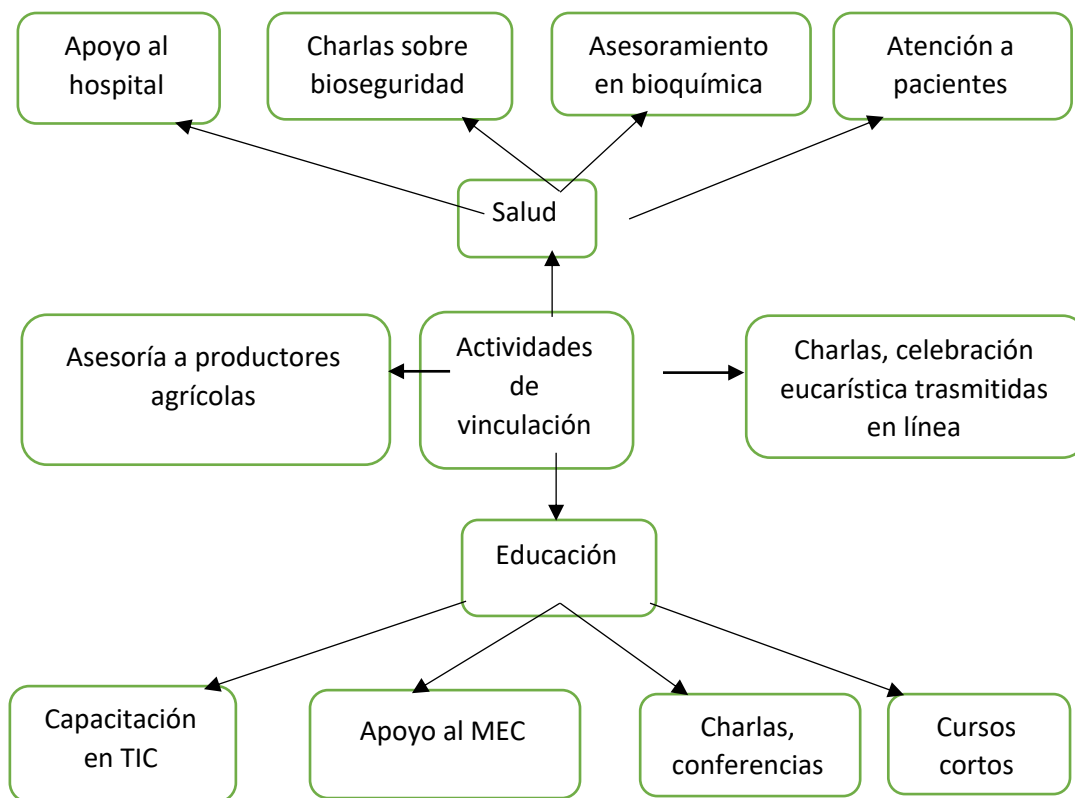 Apoyo al
hospital
Charlas sobre
bioseguridad
Asesoramiento
en bioquímica
Atención a
pacientes
Salud
Asesoría a productores
agrícolas
Actividades
de
vinculación
Charlas, celebración
eucarística trasmitidas
en línea
Educación
Capacitación
en TIC
Apoyo al MEC
Charlas,
conferencias
Cursos
cortos